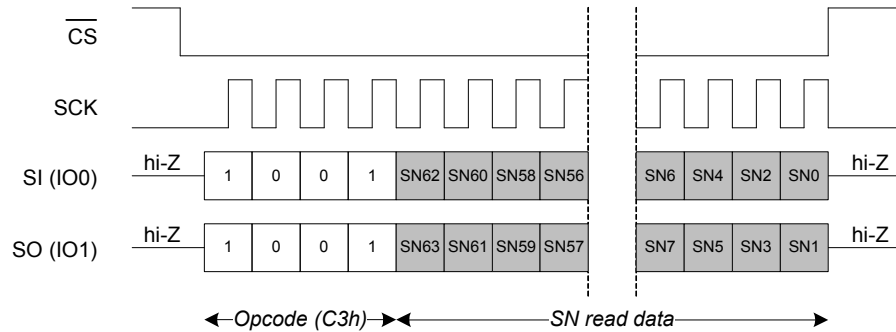 CS
SCK
hi-Z 1 0 0 1 SN62 SN60 SN58 SN56 SN6 SN4 SN2 SN0 hi-Z
SI (IO0)
hi-Z 1 0 0 1 SN63 SN61 SN59 SN57 SN7 SN5 SN3 SN1 hi-Z
SO (IO1)
Opcode (C3h) SN read data